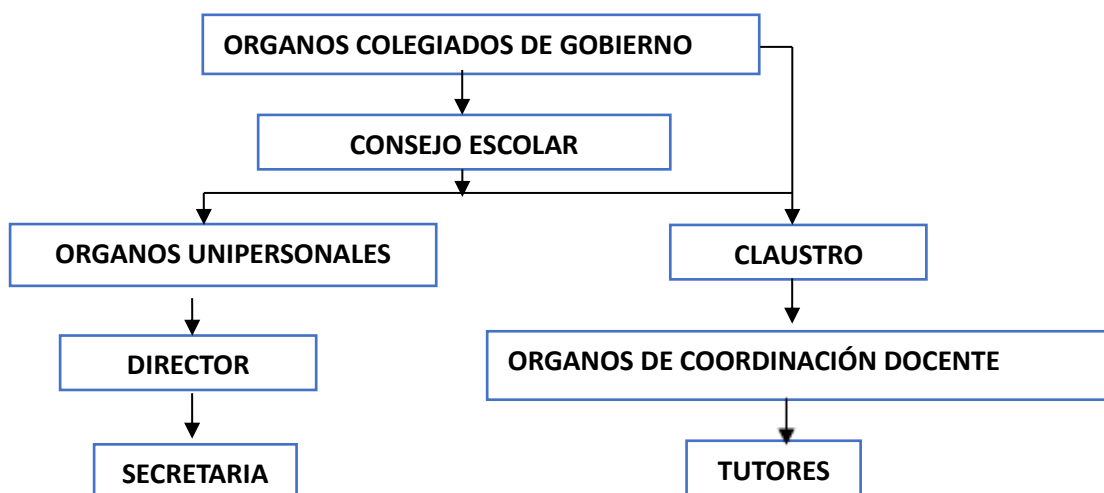 ORGANOS COLEGIADOS DE GOBIERNO
CONSEJO ESCOLAR
ORGANOS UNIPERSONALES
CLAUSTRO
DIRECTOR
ORGANOS DE COORDINACIÓN DOCENTE
SECRETARIA
TUTORES